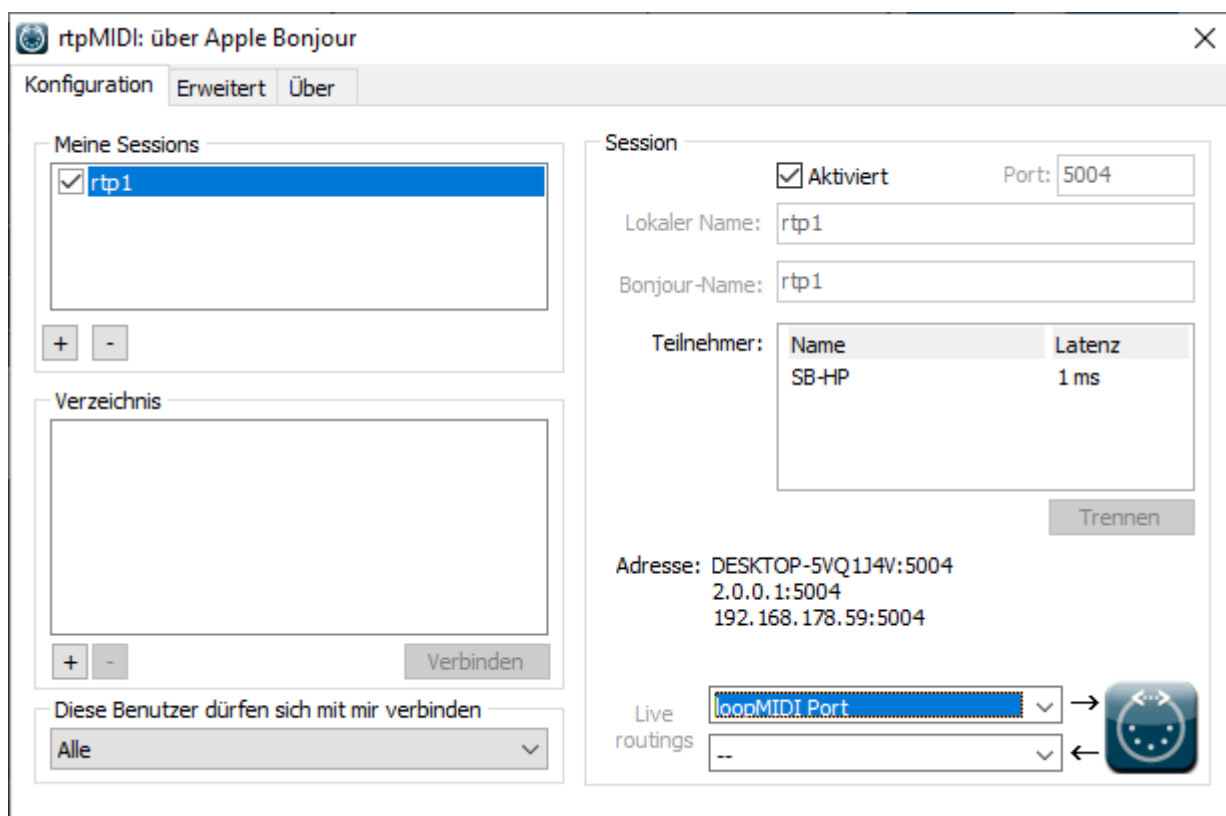 rtpMIDI: über Apple Bonjour
Konfiguration Erweitert Über
Meine Sessions
rtp1
+ -
Verzeichnis
+ - Verbinden
Diese Benutzer dürfen sich mit mir verbinden
Alle
Session
Aktiviert Port: 5004
Lokaler Name: rtp1
Bonjour-Name: rtp1
Teilnehmer: Name Latenz
SB-HP 1 ms
Trennen
Adresse: DESKTOP-5VQ1J4V:5004
2.0.0.1:5004
192.168.178.59:5004
Live routings
loopMIDI Port →
-- ←